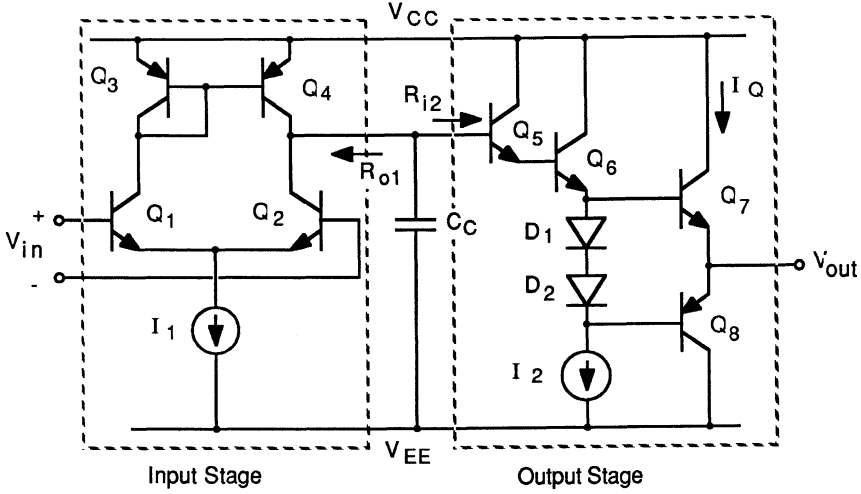 VCC
Q3
Q4
Ri2
Q5
Q6
IQ
Ro1
Q1
Q2
CC
Q7
+
Vin
-
D1
D2
Vout
I1
I2
Q8
VEE
Input Stage
Output Stage